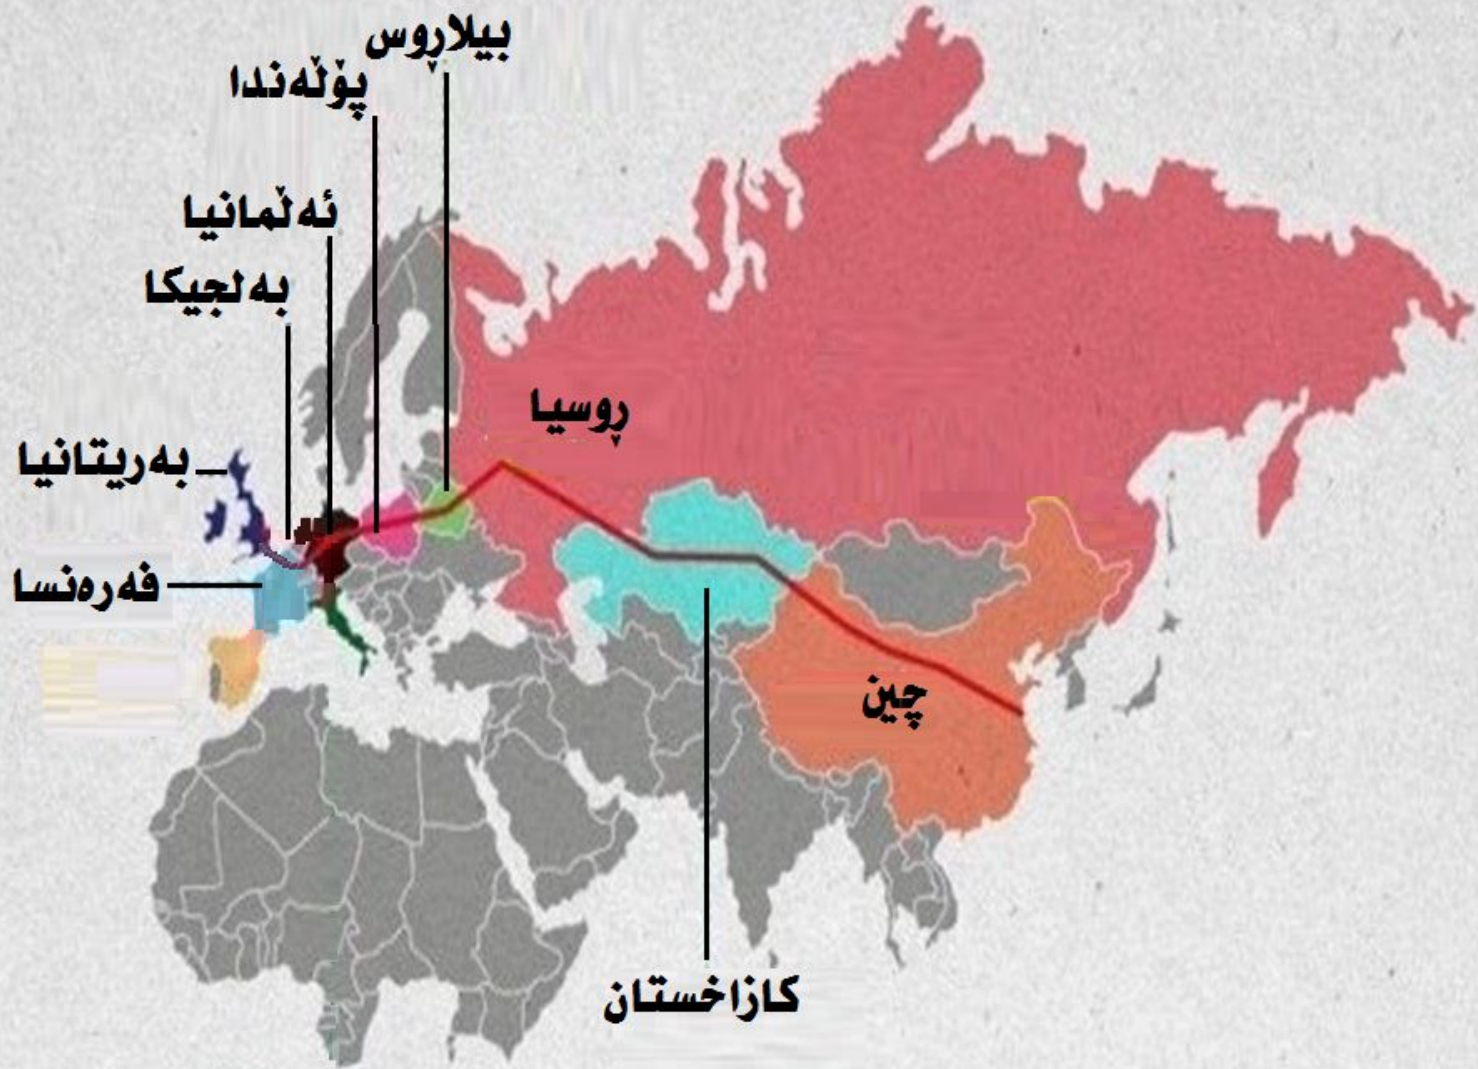 بیلاڕوس
پۆڵەندا
ئەڵمانیا
بەلجیکا
ڕوسیا
بەریتانیا
فەرەنسا
چین
کازاخستان